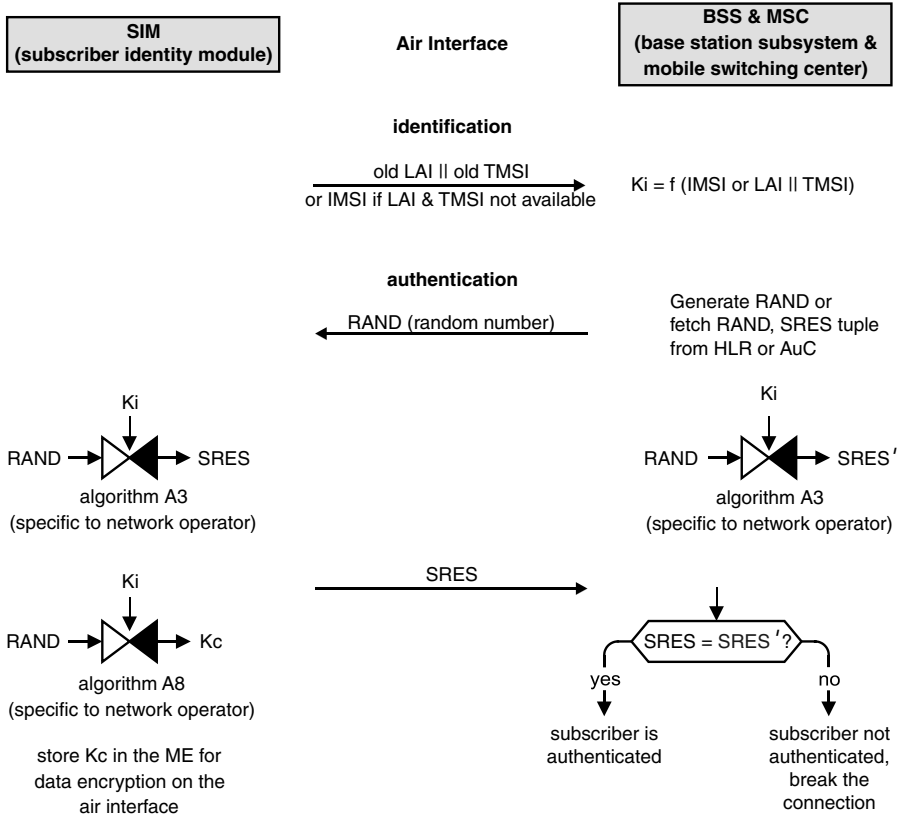 SIM
(subscriber identity module)
Air Interface
BSS & MSC
(base station subsystem &
mobile switching center)
identification
old LAI || old TMSI
or IMSI if LAI & TMSI not available
Ki = f (IMSI or LAI || TMSI)
authentication
RAND (random number)
Generate RAND or
fetch RAND, SRES tuple
from HLR or AuC
Ki
RAND
SRES
algorithm A3
(specific to network operator)
Ki
RAND
SRES'
algorithm A3
(specific to network operator)
SRES
Ki
RAND
Kc
algorithm A8
(specific to network operator)
store Kc in the ME for
data encryption on the
air interface
SRES = SRES'?
yes
no
subscriber is
authenticated
subscriber not
authenticated,
break the
connection